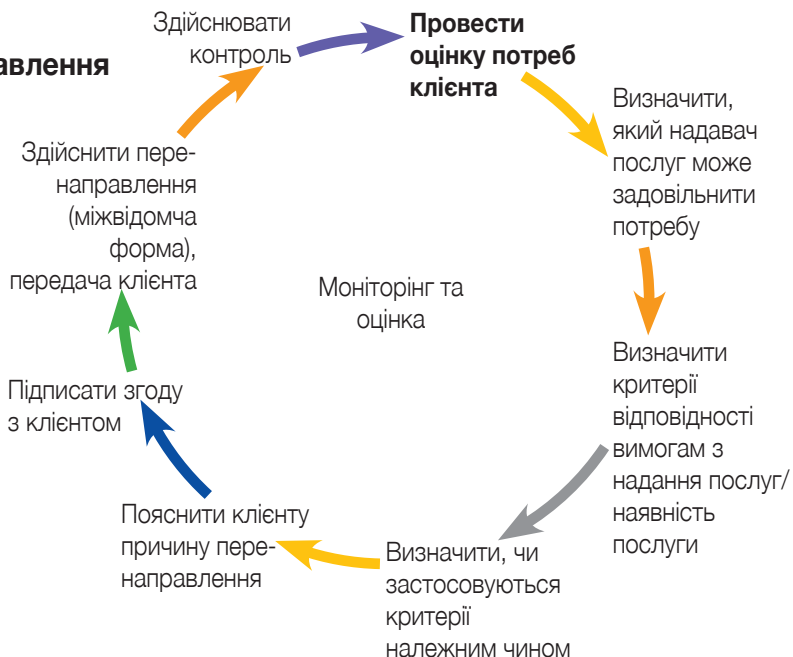 авлення
Здійснювати
контроль
Провести
оцінку потреб
клієнта
Визначити,
який надавач
послуг може
задовільнити
потребу
Визначити
критерії
відповідності
вимогам з
надання послуг/
наявність
послуги
Визначити, чи
застосовуються
критерії
належним чином
Пояснити клієнту
причину пере-
направлення
Підписати згоду
з клієнтом
Здійснити пере-
направлення
(міжвідомча
форма),
передача клієнта
Моніторинг та
оцінка